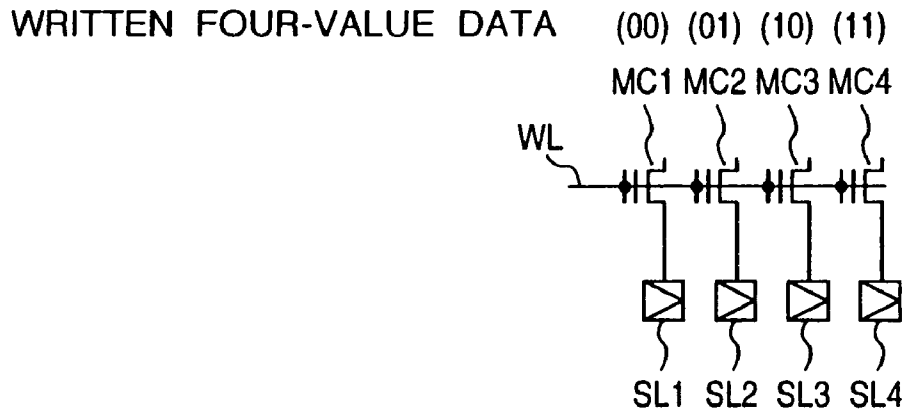 WRITTEN FOUR-VALUE DATA (00) (01) (10) (11)
MC1 MC2 MC3 MC4
WL
SL1 SL2 SL3 SL4